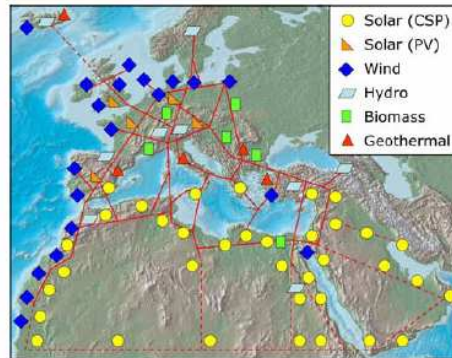 Solar (CSP)
Solar (PV)
Wind
Hydro
Biomass
Geothermal